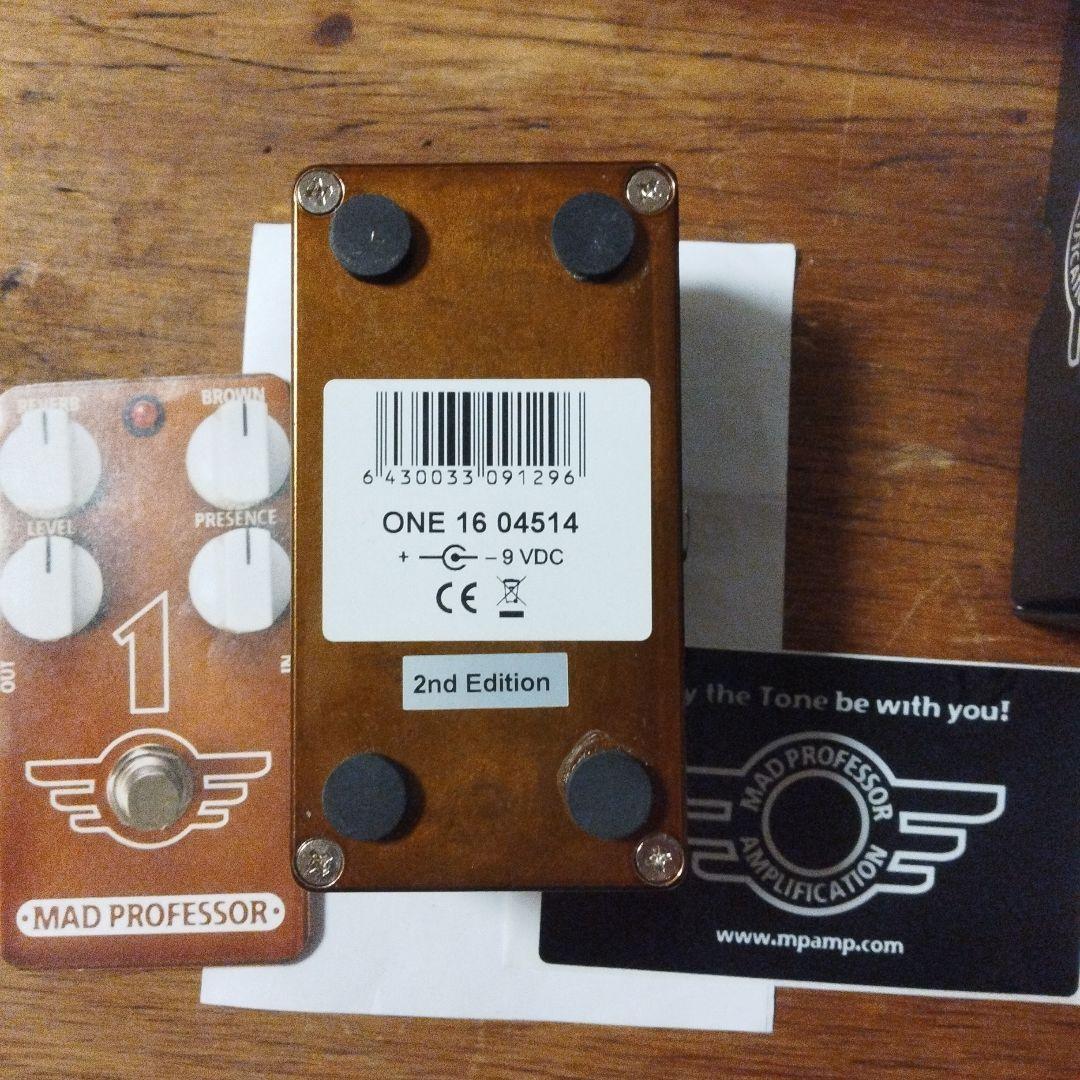 REVERB
BROWN
LEVEL
PRESENCE
1
OUT
IN
·MAD PROFESSOR·
6 430033 091296
ONE 16 04514
+ – 9 VDC
CE
2nd Edition
the Tone be with you!
MAD PROFESSOR
AMPLIFICATION
www.mpamp.com